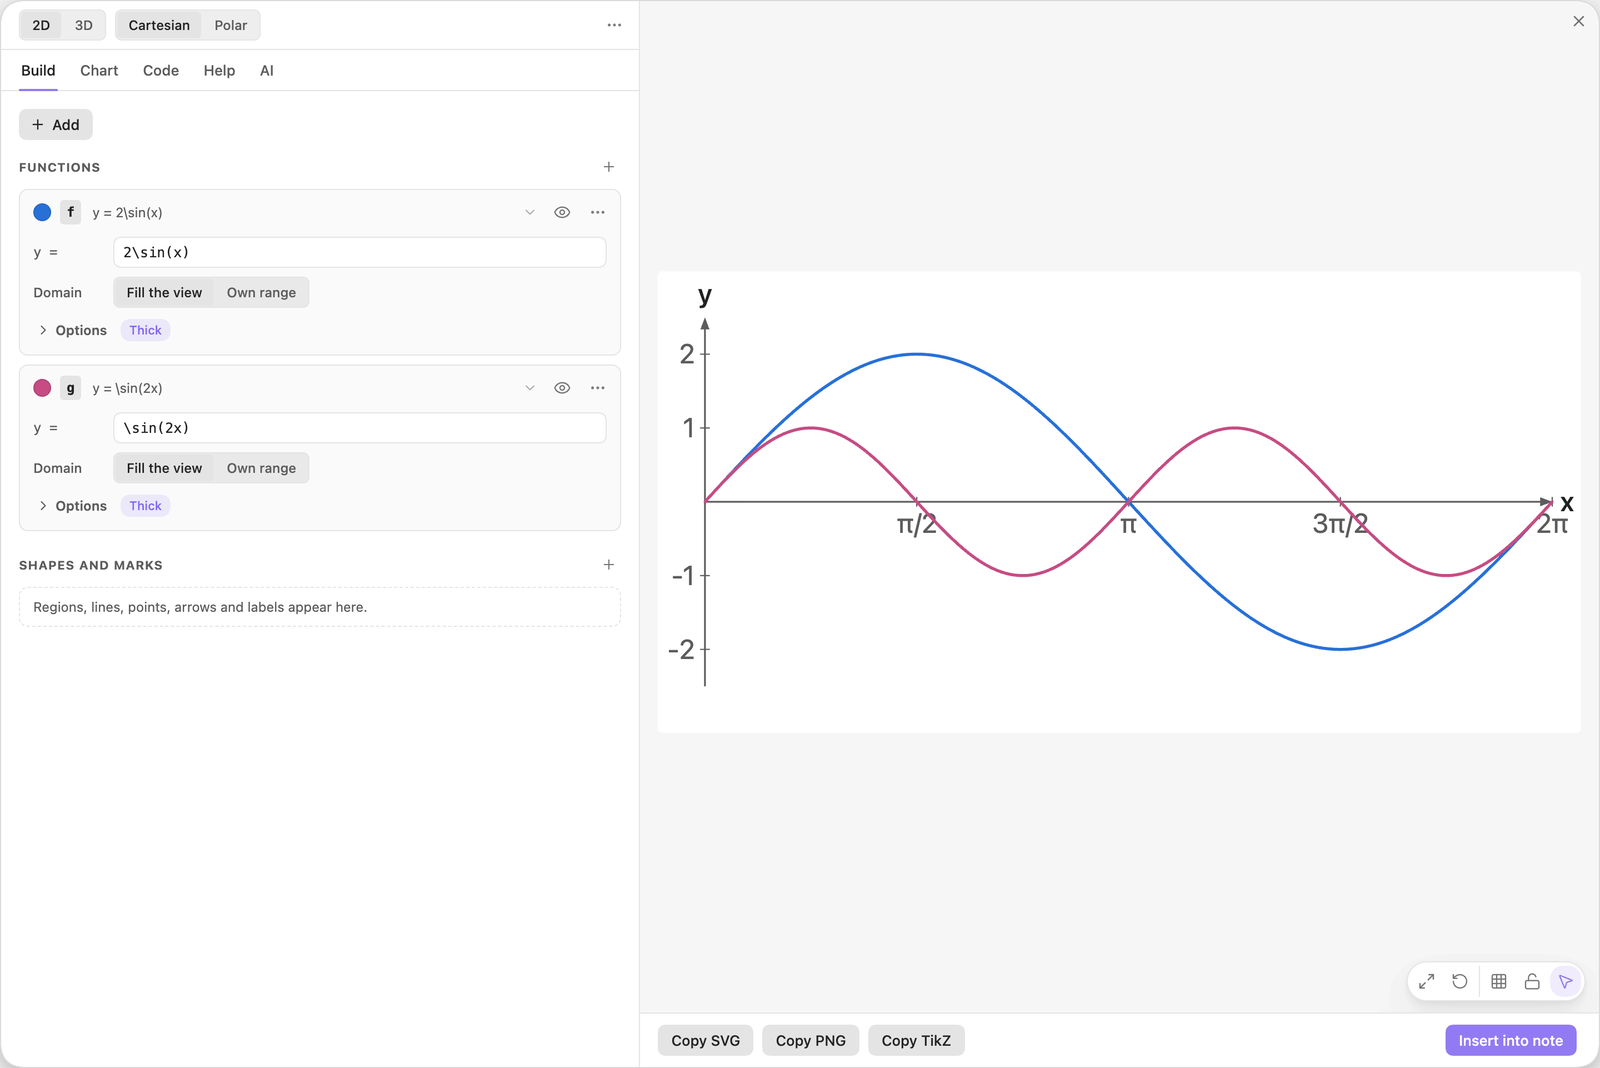 2D 3D Cartesian Polar
Build Chart Code Help AI
+ Add
FUNCTIONS
f y = 2\sin(x)
y = 2\sin(x)
Domain Fill the view Own range
Options Thick
g y = \sin(2x)
y = \sin(2x)
Domain Fill the view Own range
Options Thick
SHAPES AND MARKS
Regions, lines, points, arrows and labels appear here.
y
2
1
x
π/2 π 3π/2 2π
-1
-2
Copy SVG Copy PNG Copy TikZ Insert into note